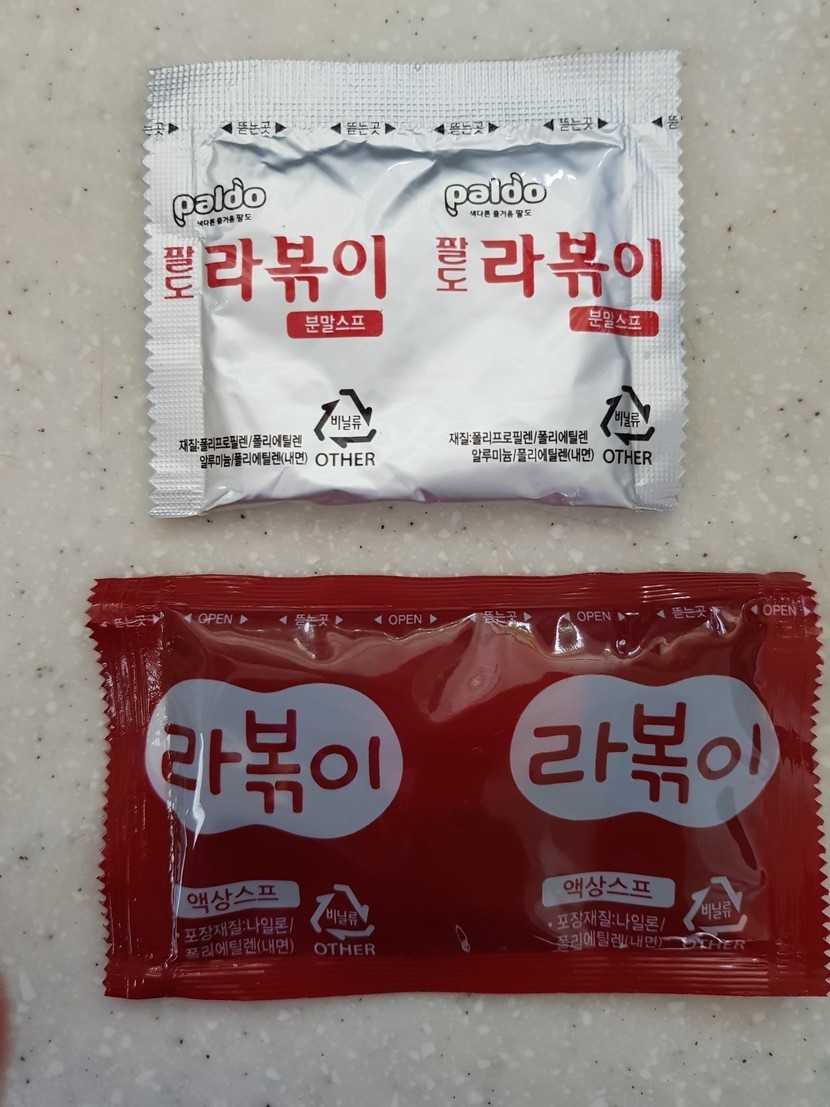 는곳▶ ◀뜯는곳▶ ◀뜯는곳▶ ◀뜯는곳▶ ◀뜯는곳▶ ◀뜯
paldo paldo
색다른 즐거움 팔도 색다른 즐거움 팔도
팔도 라볶이 팔도 라볶이
분말스프 분말스프
비닐류 비닐류
재질:폴리프로필렌/폴리에틸렌 재질:폴리프로필렌/폴리에틸렌
알루미늄/폴리에틸렌(내면) OTHER 알루미늄/폴리에틸렌(내면) OTHER
뜯는곳▶ ◀ OPEN ▶ ◀ 뜯는곳 ▶ ◀ OPEN ▶ ◀ 뜯는곳 ▶ ◀ OPEN ▶ ◀ 뜯는곳 ▶ ◀ OPEN ▶
라볶이 라볶이
액상스프 액상스프
비닐류 비닐류
• 포장재질:나일론/ • 포장재질:나일론/
폴리에틸렌(내면) OTHER 폴리에틸렌(내면) OTHER